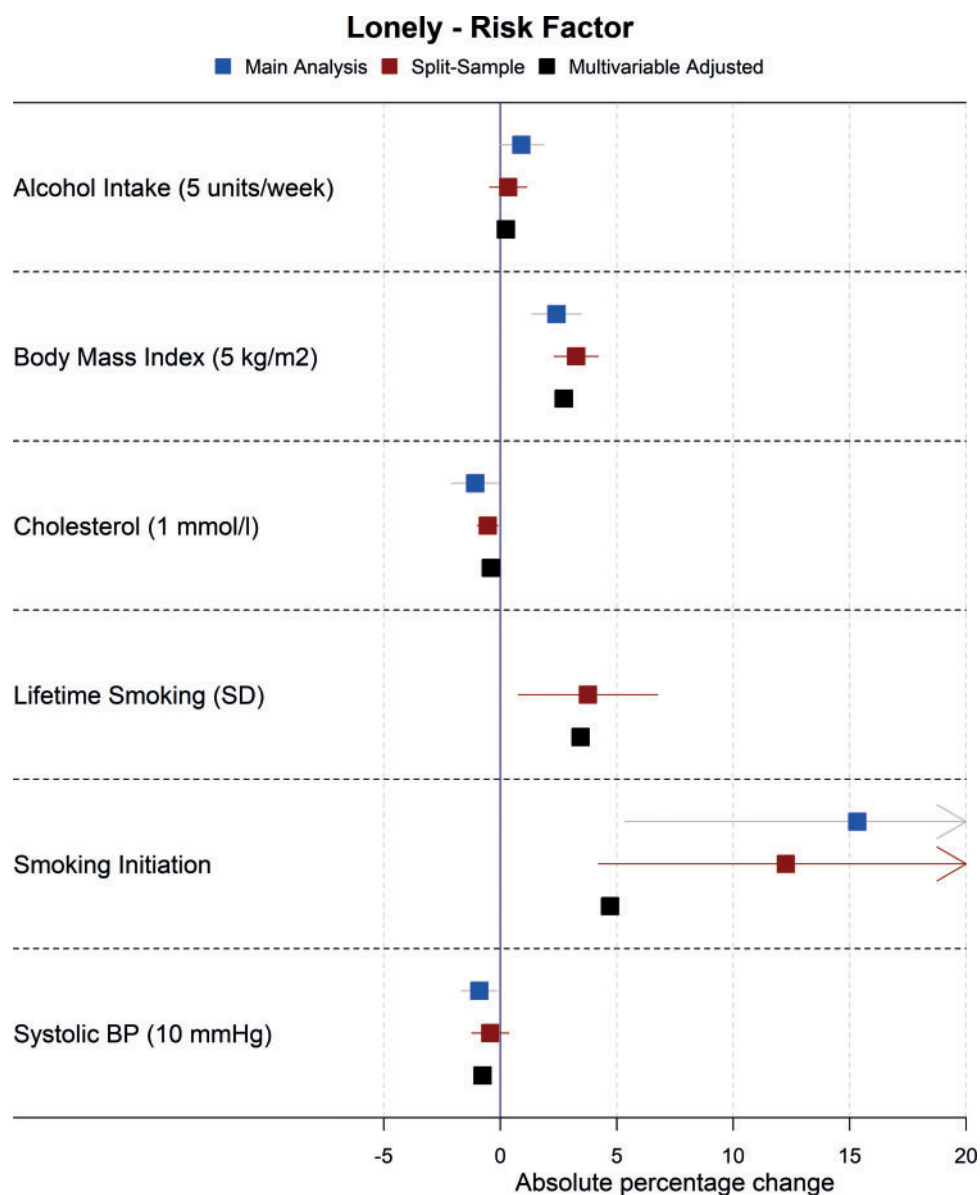 Lonely - Risk Factor
Main Analysis Split-Sample Multivariable Adjusted
Alcohol Intake (5 units/week)
Body Mass Index (5 kg/m2)
Cholesterol (1 mmol/l)
Lifetime Smoking (SD)
Smoking Initiation
Systolic BP (10 mmHg)
-5 0 5 10 15 20
Absolute percentage change